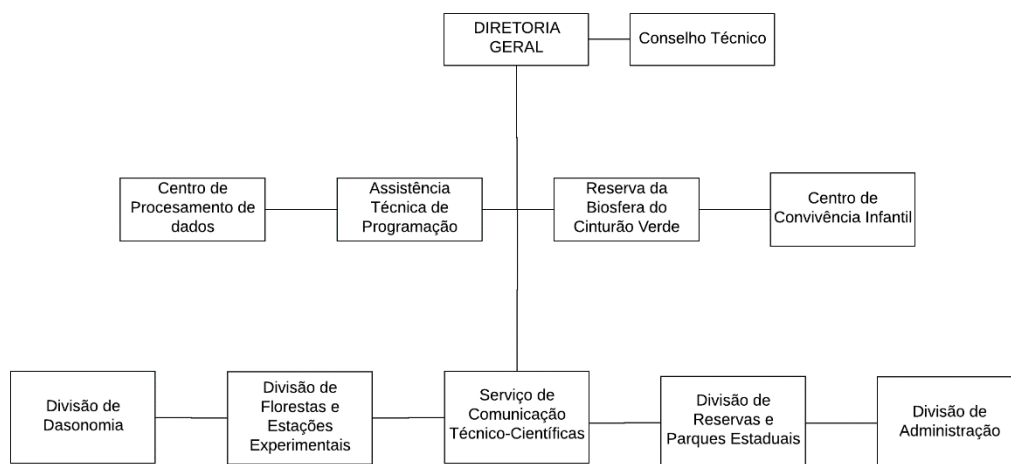 DIRETORIA
GERAL
Conselho Técnico
Centro de
Procesamento de
dados
Assistência
Técnica de
Programação
Reserva da
Biosfera do
Cinturão Verde
Centro de
Convivência Infantil
Divisão de
Dasonomia
Divisão de
Florestas e
Estações
Experimentais
Serviço de
Comunicação
Técnico-Científicas
Divisão de
Reservas e
Parques Estaduais
Divisão de
Administração